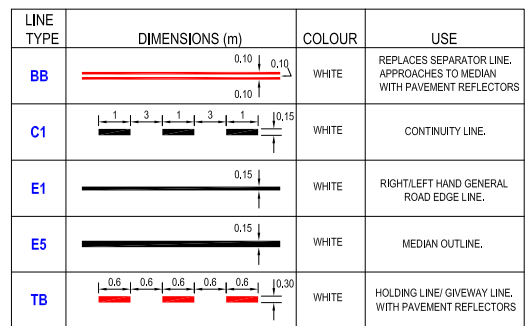 LINE TYPE DIMENSIONS (m) COLOUR USE
0.10 0.10 REPLACES SEPARATOR LINE.
BB WHITE APPROACHES TO MEDIAN
0.10 WITH PAVEMENT REFLECTORS
1 3 1 3 1 0.15
C1 WHITE CONTINUITY LINE.
0.15 RIGHT/LEFT HAND GENERAL
E1 WHITE ROAD EDGE LINE.
0.15
E5 WHITE MEDIAN OUTLINE.
0.6 0.6 0.6 0.6 0.6 0.30 HOLDING LINE/ GIVEWAY LINE.
TB WHITE WITH PAVEMENT REFLECTORS